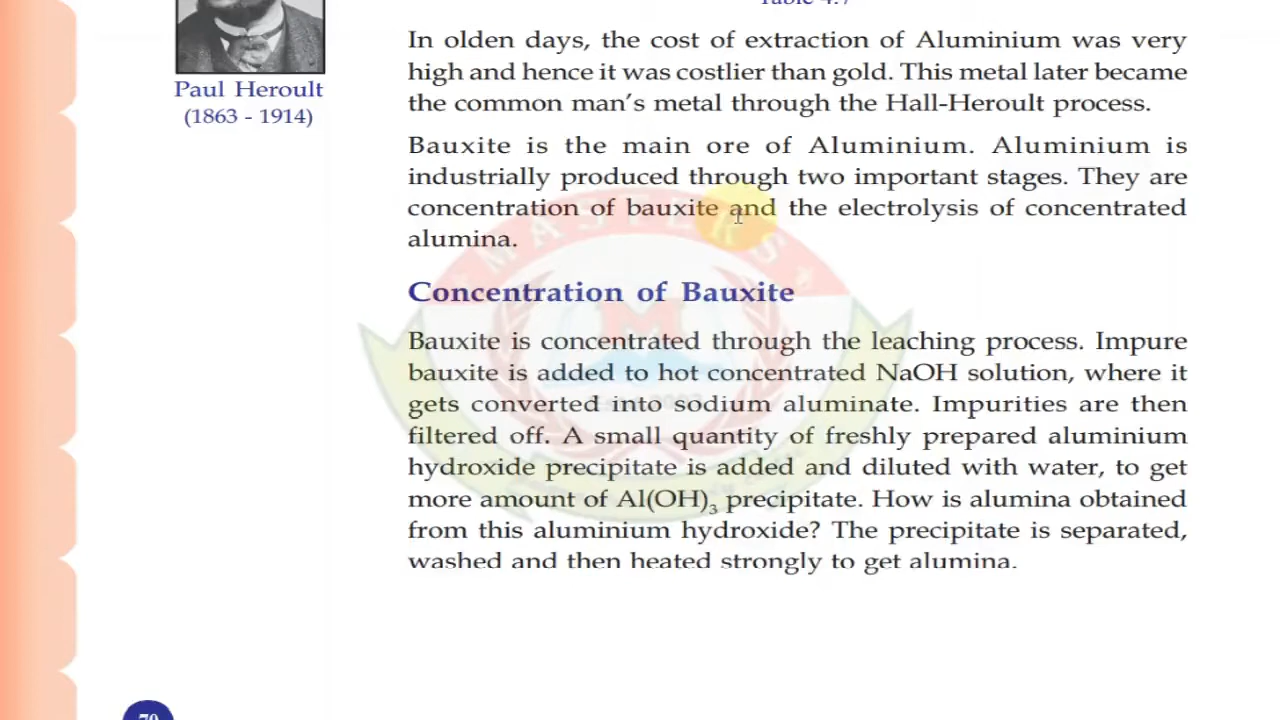 Table 4.7
Paul Heroult
(1863 - 1914)
In olden days, the cost of extraction of Aluminium was very
high and hence it was costlier than gold. This metal later became
the common man's metal through the Hall-Heroult process.
Bauxite is the main ore of Aluminium. Aluminium is
industrially produced through two important stages. They are
concentration of bauxite and the electrolysis of concentrated
alumina.
Concentration of Bauxite
Bauxite is concentrated through the leaching process. Impure
bauxite is added to hot concentrated NaOH solution, where it
gets converted into sodium aluminate. Impurities are then
filtered off. A small quantity of freshly prepared aluminium
hydroxide precipitate is added and diluted with water, to get
more amount of Al(OH)₃ precipitate. How is alumina obtained
from this aluminium hydroxide? The precipitate is separated,
washed and then heated strongly to get alumina.
MASTERS
M
70